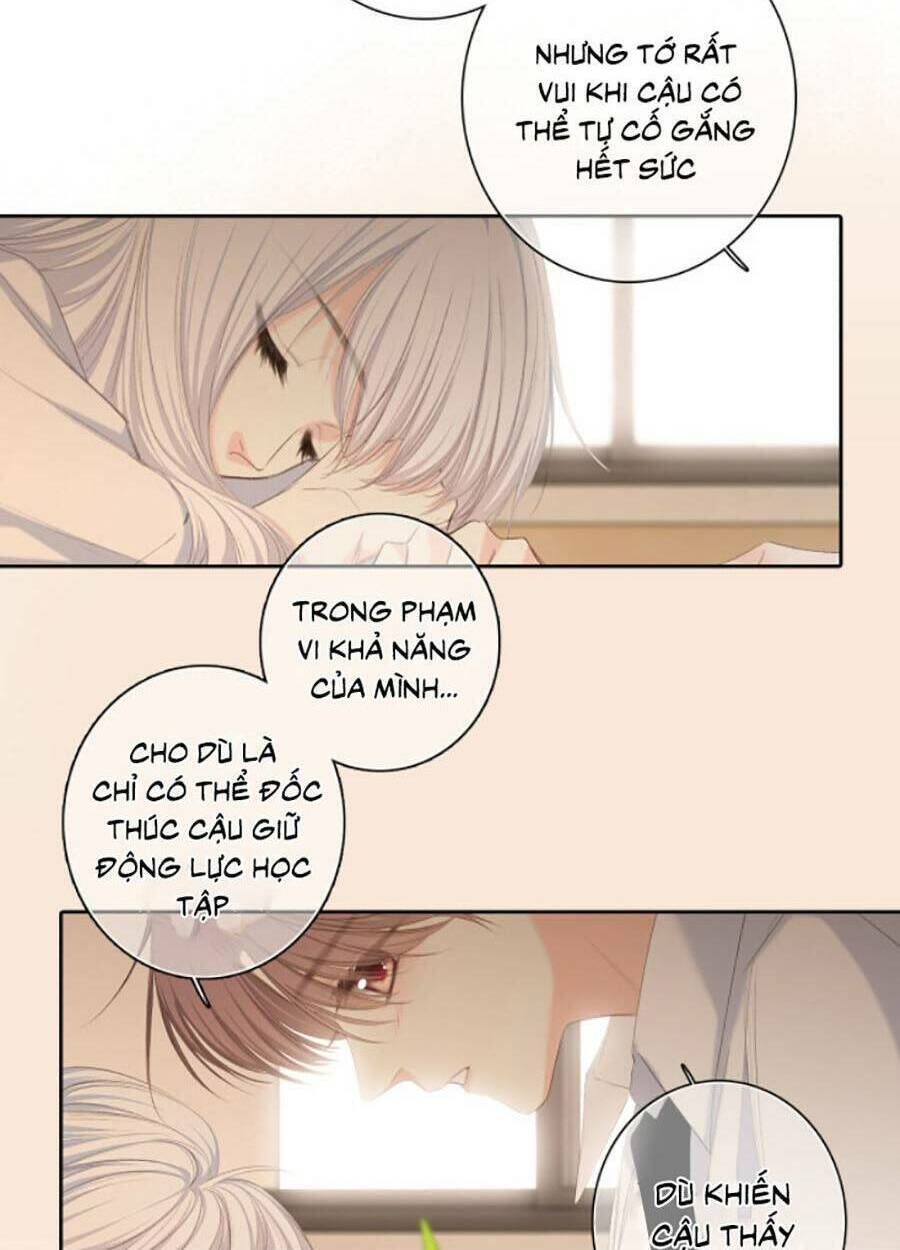 NHƯNG TỚ RẤT
VUI KHI CẬU CÓ
THỂ TỰ CỐ GẮNG
HẾT SỨC
TRONG PHẠM
VI KHẢ NĂNG
CỦA MÌNH...
CHO DÙ LÀ
CHỈ CÓ THỂ ĐỐC
THÚC CẬU GIỮ
ĐỘNG LỰC HỌC
TẬP
DÙ KHIẾN
CẬU THẤY